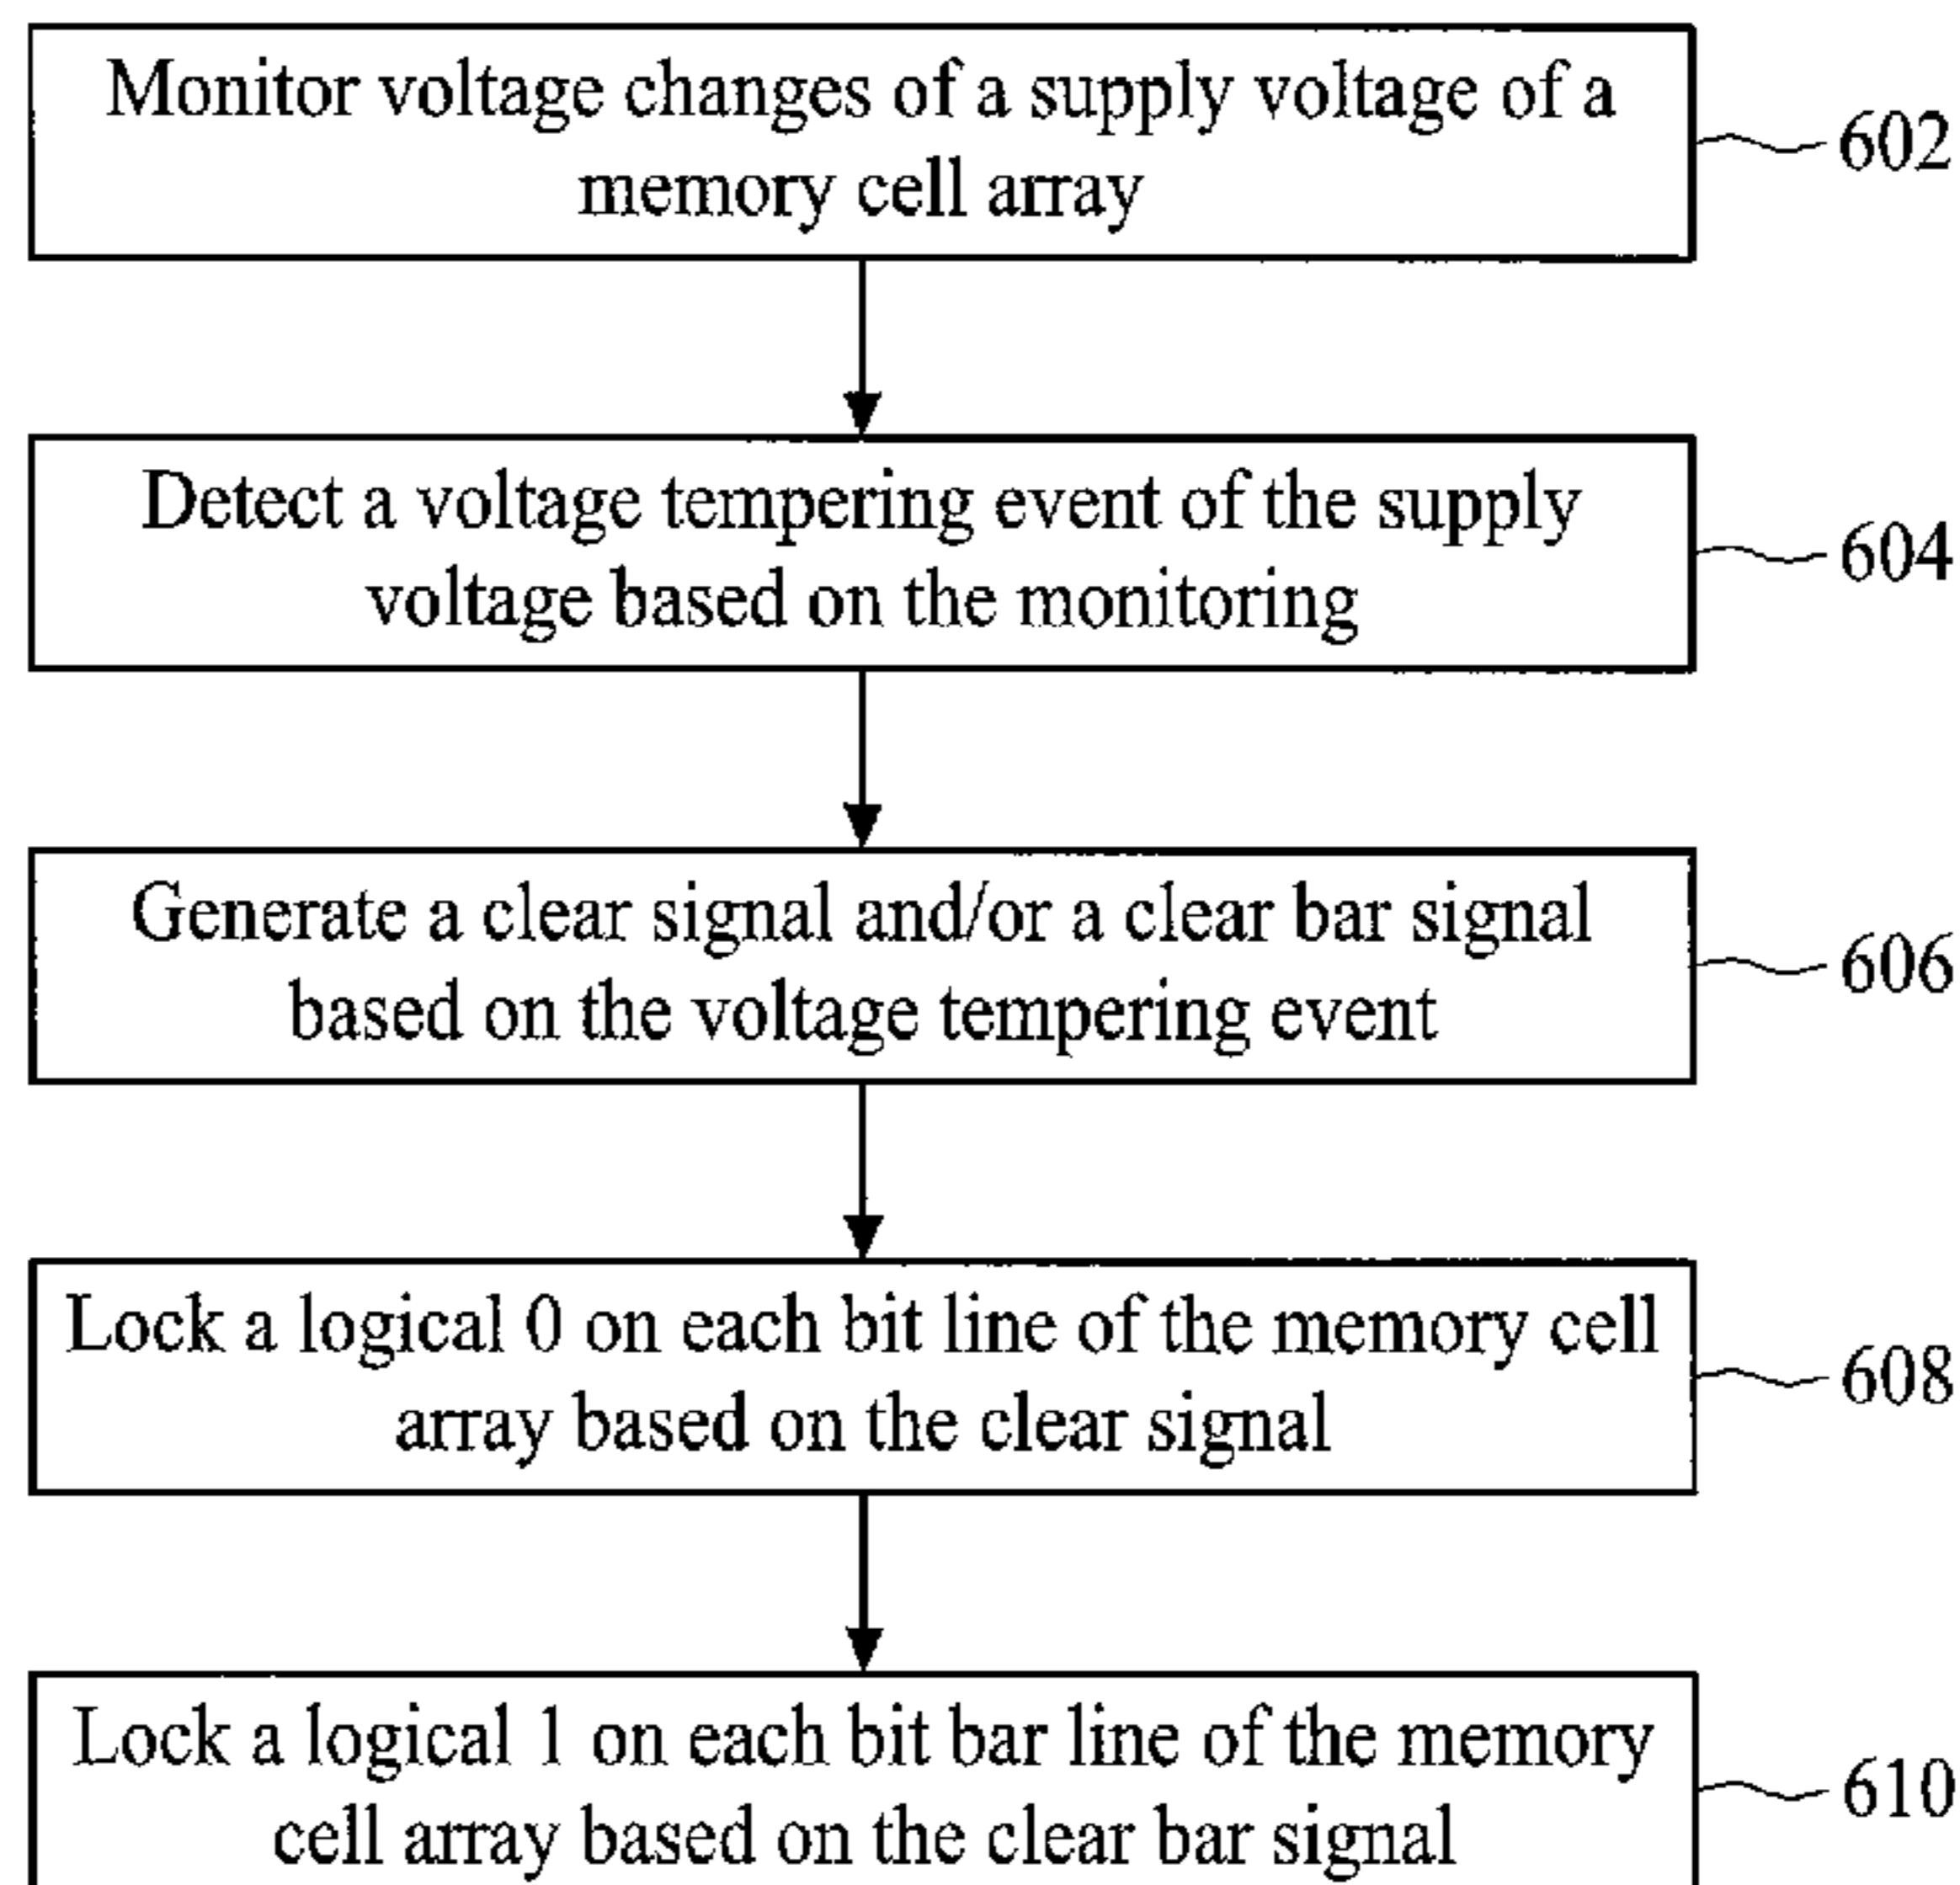 Monitor voltage changes of a supply voltage of a
memory cell array
602
Detect a voltage tempering event of the supply
voltage based on the monitoring
604
Generate a clear signal and/or a clear bar signal
based on the voltage tempering event
606
Lock a logical 0 on each bit line of the memory cell
array based on the clear signal
608
Lock a logical 1 on each bit bar line of the memory
cell array based on the clear bar signal
610